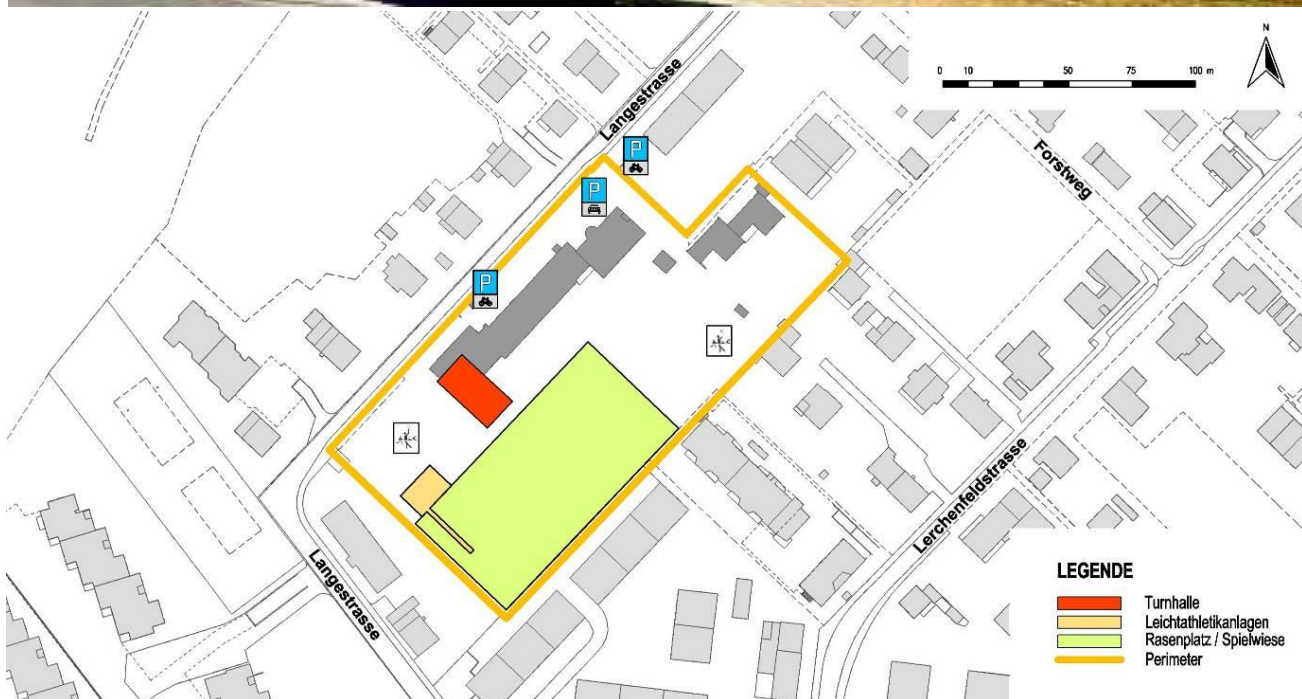 N
0 10 50 75 100 m
Langestrasse
P
P
Forstweg
P
Lerchenfeldstrasse
Langestrasse
LEGENDE
Turnhalle
Leichtathletikanlagen
Rasenplatz / Spielwiese
Perimeter